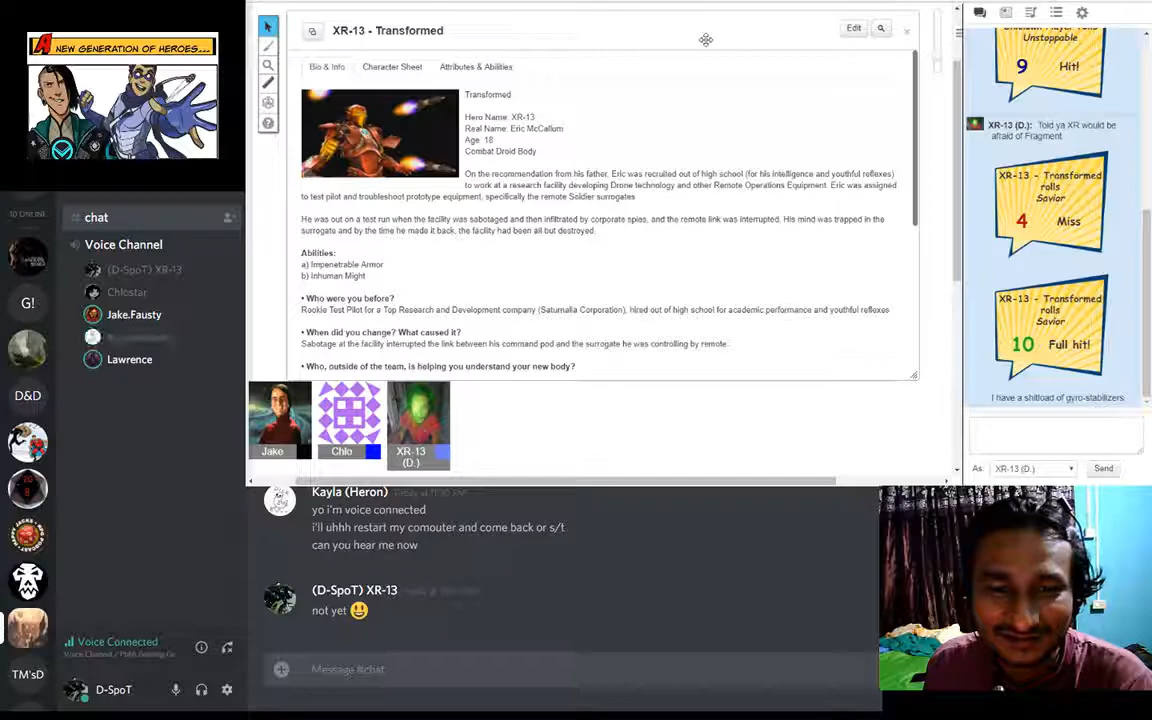 A NEW GENERATION OF HEROES...
10 ONLINE
G!
D&D
TM'sD
# chat
Voice Channel
(D-SpoT) XR-13
Chlostar
Jake.Fausty
Lawrence
Voice Connected
D-SpoT
XR-13 - Transformed
Edit
Bio & Info
Character Sheet
Attributes & Abilities
Transformed
Hero Name: XR-13
Real Name: Eric McCallum
Age 18
Combat Droid Body
On the recommendation from his father, Eric was recruited out of high school (for his intelligence and youthful reflexes)
to work at a research facility developing Drone technology and other Remote Operations Equipment. Eric was assigned
to test pilot and troubleshoot prototype equipment, specifically the remote Soldier surrogates
He was out on a test run when the facility was sabotaged and then infiltrated by corporate spies, and the remote link was interrupted. His mind was trapped in the
surrogate and by the time he made it back, the facility had been all but destroyed.
Abilities:
a) Impenetrable Armor
b) Inhuman Might
• Who were you before?
Rookie Test Pilot for a Top Research and Development company (Saturnalia Corporation), hired out of high school for academic performance and youthful reflexes
• When did you change? What caused it?
Sabotage at the facility interrupted the link between his command pod and the surrogate he was controlling by remote.
• Who, outside of the team, is helping you understand your new body?
Jake
Chlo
XR-13
(D.)
Kayla (Heron)
yo i'm voice connected
i'll uhhh restart my comouter and come back or s/t
can you hear me now
(D-SpoT) XR-13
not yet 😃
Message #chat
Unstoppable
9 Hit!
XR-13 (D.): Told ya XR would be
afraid of Fragment
XR-13 - Transformed
rolls
Savior
4 Miss
XR-13 - Transformed
rolls
Savior
10 Full hit!
I have a shitload of gyro-stabilizers
As: XR-13 (D.)
Send